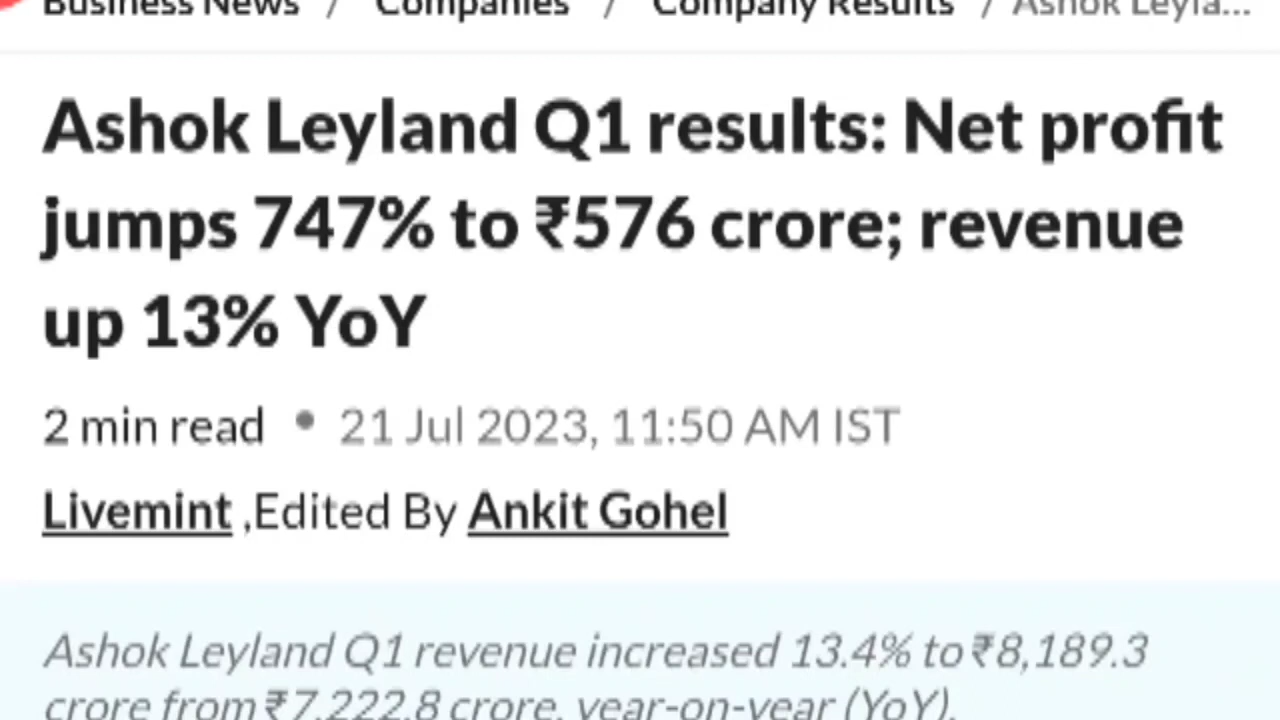 Business News / Companies / Company Results / Ashok Leyla...
Ashok Leyland Q1 results: Net profit
jumps 747% to ₹576 crore; revenue
up 13% YoY
2 min read • 21 Jul 2023, 11:50 AM IST
Livemint ,Edited By Ankit Gohel
Ashok Leyland Q1 revenue increased 13.4% to ₹8,189.3
crore from ₹7,222.8 crore, year-on-year (YoY).